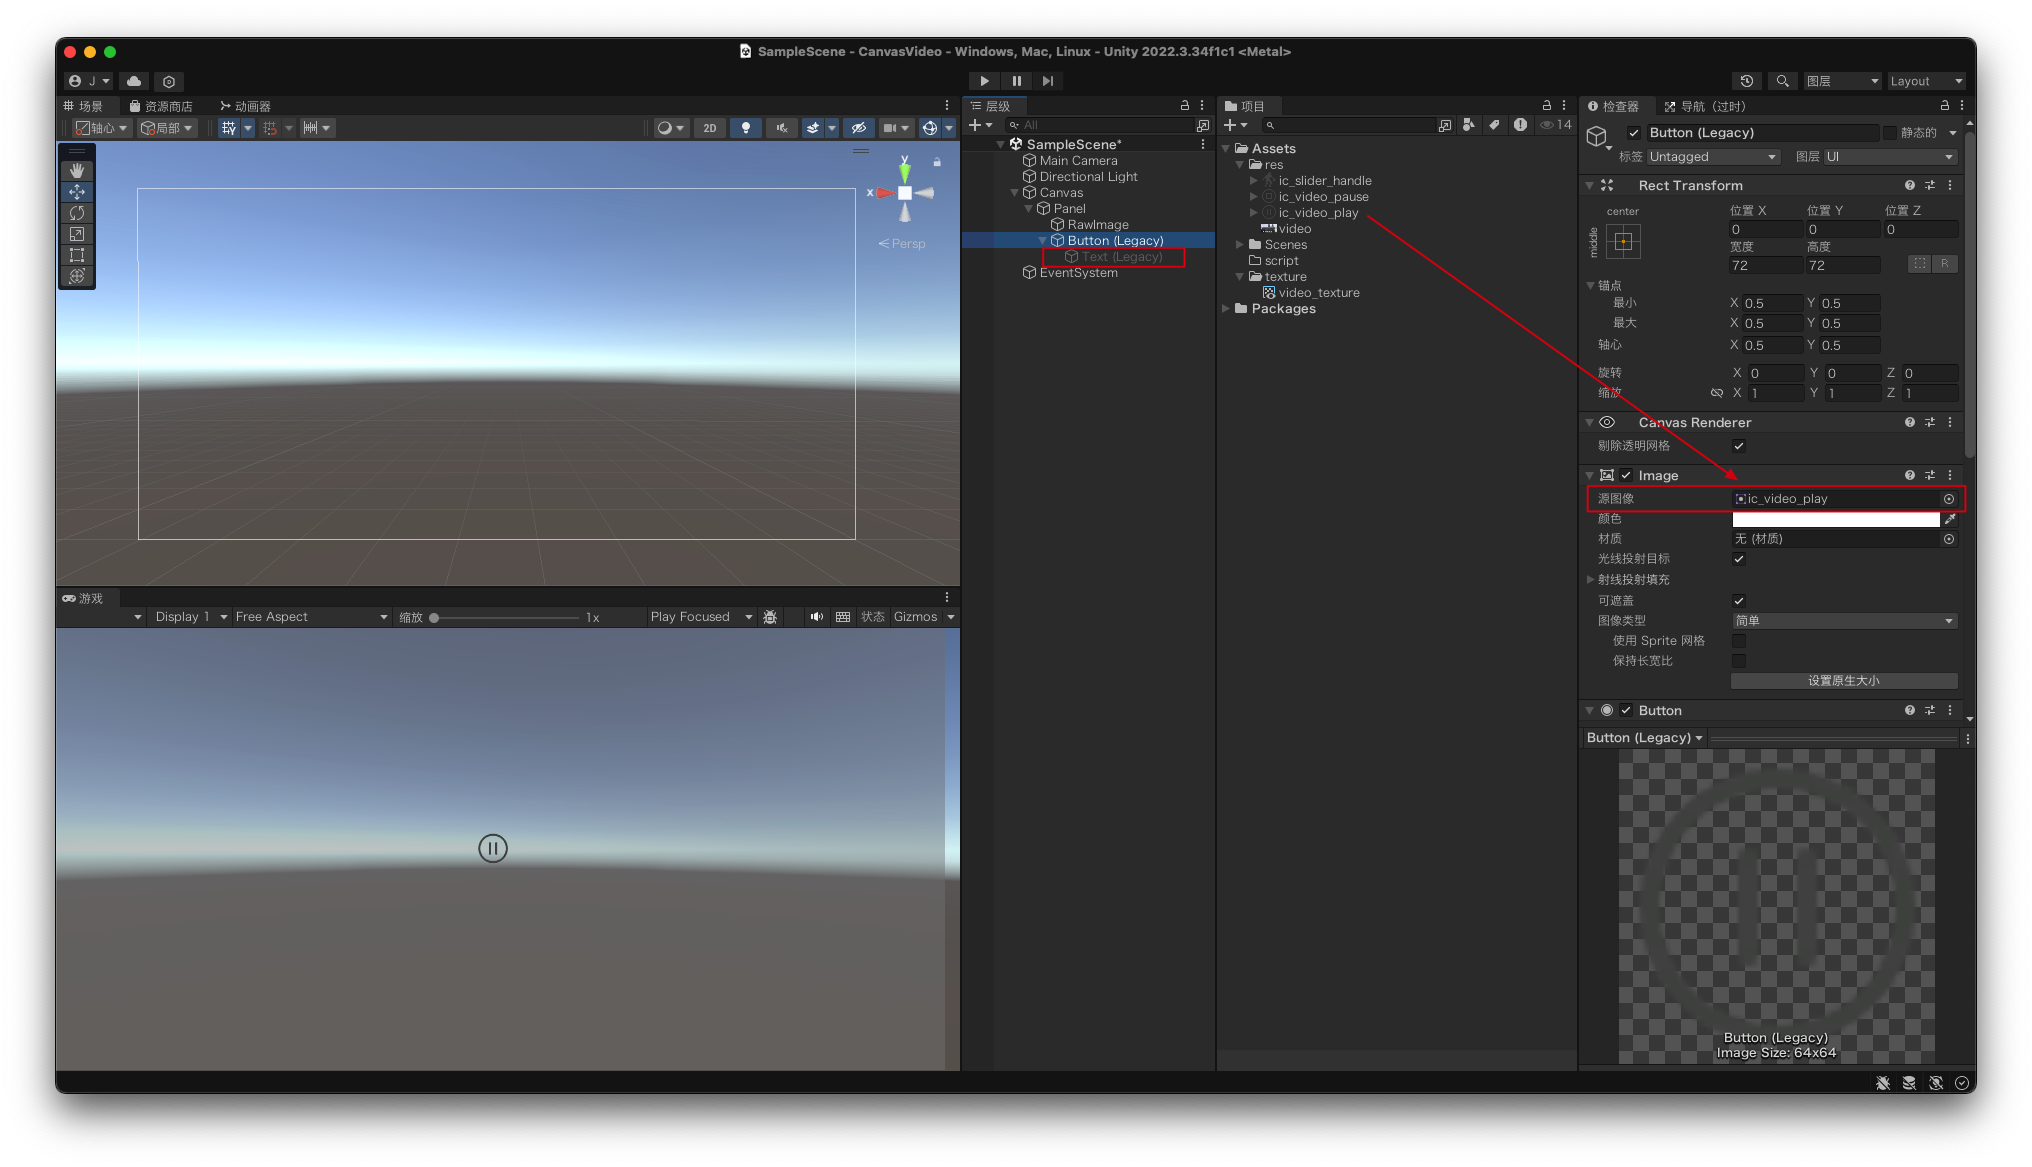 SampleScene - CanvasVideo - Windows, Mac, Linux - Unity 2022.3.34f1c1 <Metal>
J
图层
Layout
场景
资源商店
动画器
轴心
局部
2D
y
x
Persp
游戏
Display 1
Free Aspect
缩放
1x
Play Focused
状态
Gizmos
层级
All
SampleScene*
Main Camera
Directional Light
Canvas
Panel
RawImage
Button (Legacy)
Text (Legacy)
EventSystem
项目
14
Assets
res
ic_slider_handle
ic_video_pause
ic_video_play
video
Scenes
script
texture
video_texture
Packages
检查器
导航（过时）
Button (Legacy)
静态的
标签 Untagged
图层 UI
Rect Transform
center
middle
位置 X 位置 Y 位置 Z
0 0 0
宽度 高度
72 72
R
锚点
最小 X 0.5 Y 0.5
最大 X 0.5 Y 0.5
轴心 X 0.5 Y 0.5
旋转 X 0 Y 0 Z 0
缩放 X 1 Y 1 Z 1
Canvas Renderer
剔除透明网格
Image
源图像 ic_video_play
颜色
材质 无 (材质)
光线投射目标
射线投射填充
可遮盖
图像类型 简单
使用 Sprite 网格
保持长宽比
设置原生大小
Button
Button (Legacy)
Button (Legacy)
Image Size: 64x64